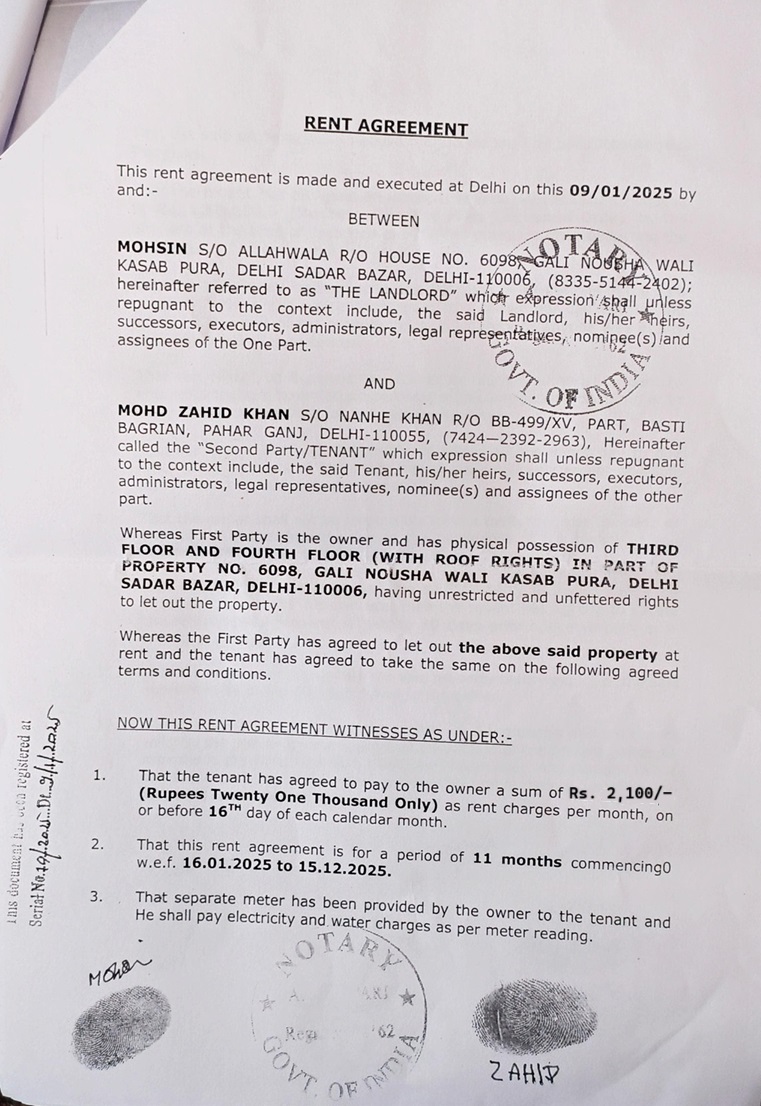 RENT AGREEMENT
This rent agreement is made and executed at Delhi on this 09/01/2025 by
and:-
BETWEEN
MOHSIN S/O ALLAHWALA R/O HOUSE NO. 6098, GALI NOUSHA WALI
KASAB PURA, DELHI SADAR BAZAR, DELHI-110006, (8335-5144-2402);
hereinafter referred to as “THE LANDLORD” which expression shall unless
repugnant to the context include, the said Landlord, his/her heirs,
successors, executors, administrators, legal representatives, nominee(s) and
assignees of the One Part.
NOTARY
GOVT. OF INDIA
AND
MOHD ZAHID KHAN S/O NANHE KHAN R/O BB-499/XV, PART, BASTI
BAGRIAN, PAHAR GANJ, DELHI-110055, (7424—2392-2963), Hereinafter
called the “Second Party/TENANT” which expression shall unless repugnant
to the context include, the said Tenant, his/her heirs, successors, executors,
administrators, legal representatives, nominee(s) and assignees of the other
part.
Whereas First Party is the owner and has physical possession of THIRD
FLOOR AND FOURTH FLOOR (WITH ROOF RIGHTS) IN PART OF
PROPERTY NO. 6098, GALI NOUSHA WALI KASAB PURA, DELHI
SADAR BAZAR, DELHI-110006, having unrestricted and unfettered rights
to let out the property.
Whereas the First Party has agreed to let out the above said property at
rent and the tenant has agreed to take the same on the following agreed
terms and conditions.
NOW THIS RENT AGREEMENT WITNESSES AS UNDER:-
1. That the tenant has agreed to pay to the owner a sum of Rs. 2,100/-
(Rupees Twenty One Thousand Only) as rent charges per month, on
or before 16TH day of each calendar month.
2. That this rent agreement is for a period of 11 months commencing0
w.e.f. 16.01.2025 to 15.12.2025.
3. That separate meter has been provided by the owner to the tenant and
He shall pay electricity and water charges as per meter reading.
This document has been registered at
Serial No. Dt. 9/1/2025
NOTARY
62
GOVT. OF INDIA
ZAHID